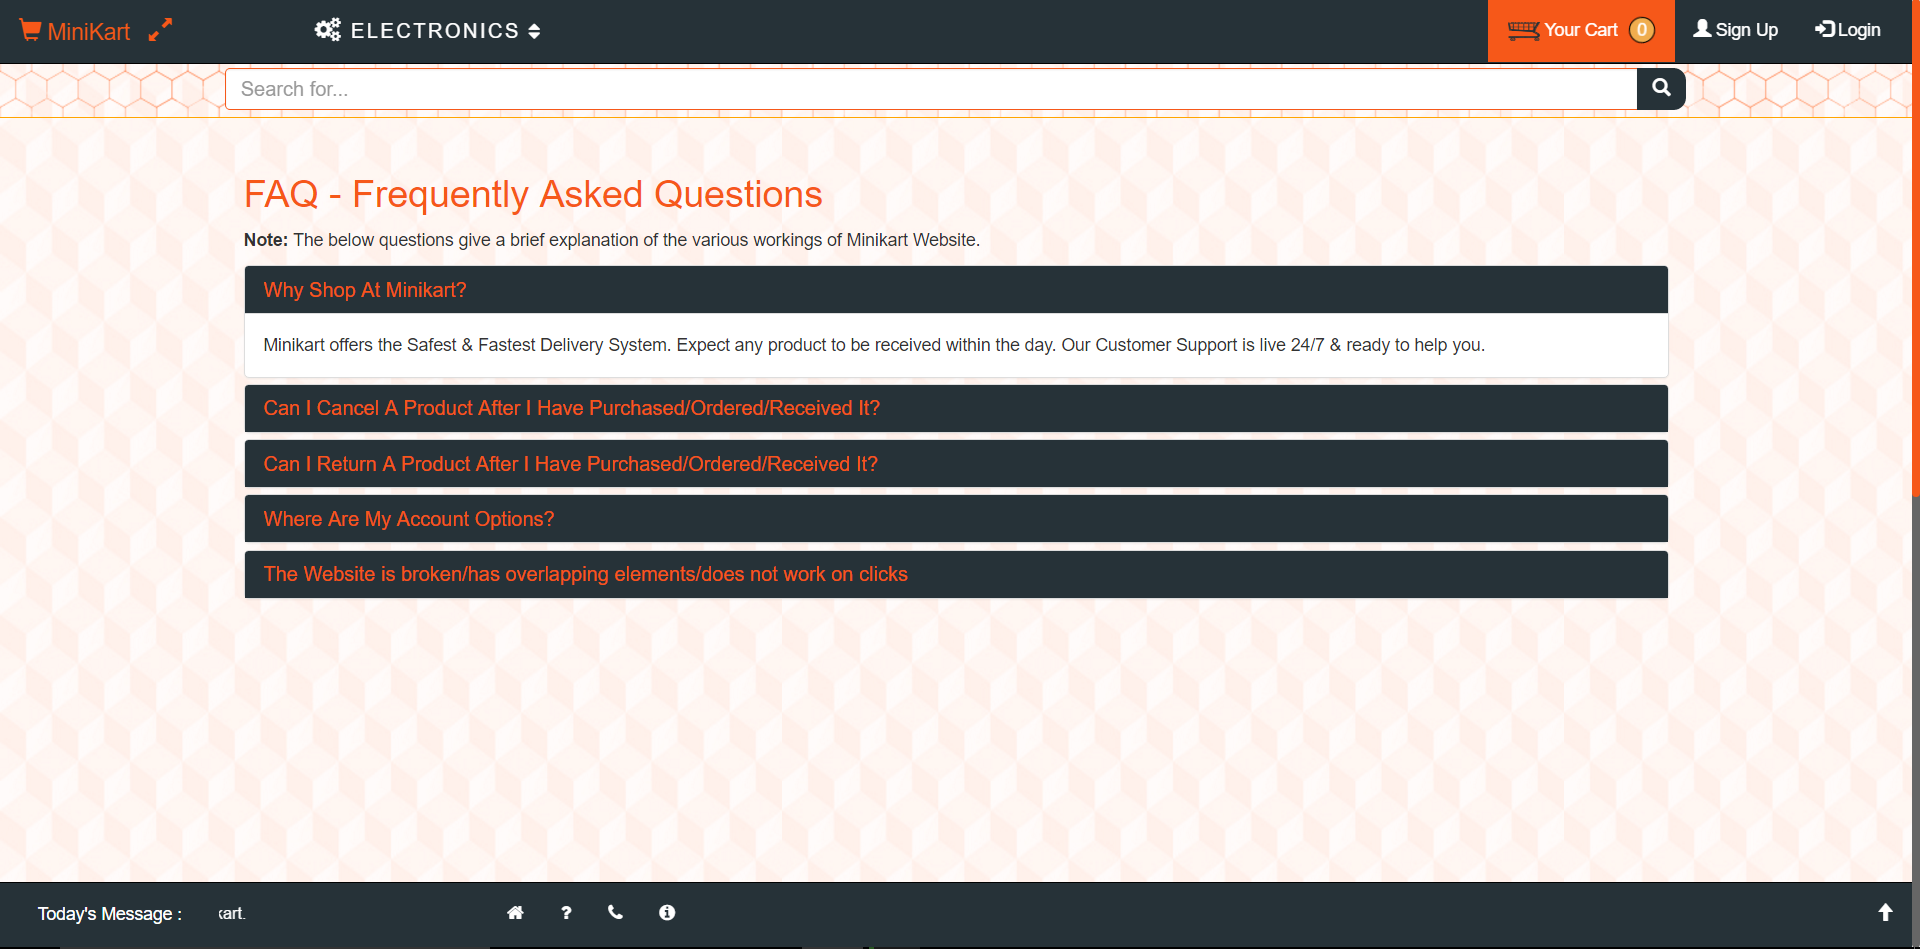 MiniKart
ELECTRONICS
Your Cart 0
Sign Up
Login
Search for...
FAQ - Frequently Asked Questions
Note: The below questions give a brief explanation of the various workings of Minikart Website.
Why Shop At Minikart?
Minikart offers the Safest & Fastest Delivery System. Expect any product to be received within the day. Our Customer Support is live 24/7 & ready to help you.
Can I Cancel A Product After I Have Purchased/Ordered/Received It?
Can I Return A Product After I Have Purchased/Ordered/Received It?
Where Are My Account Options?
The Website is broken/has overlapping elements/does not work on clicks
Today's Message :